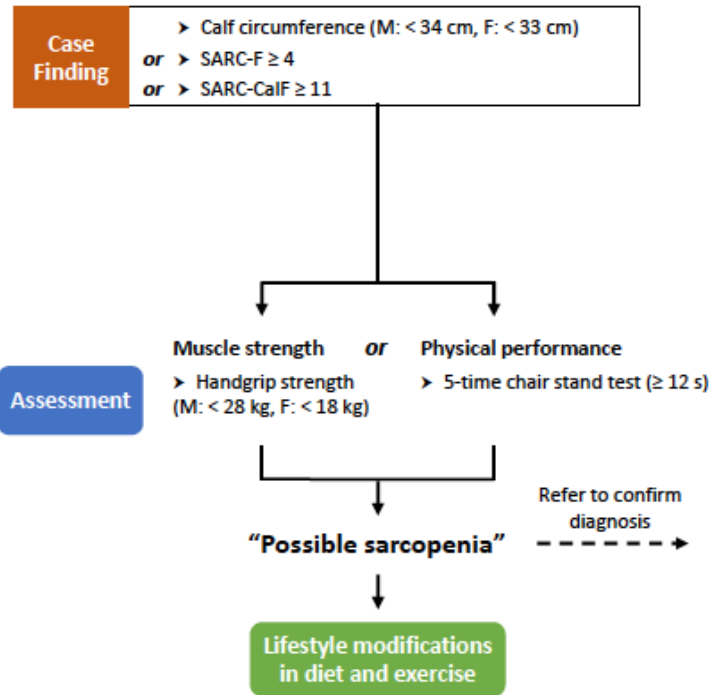 Case
Finding
➤ Calf circumference (M: < 34 cm, F: < 33 cm)
or ➤ SARC-F ≥ 4
or ➤ SARC-CalF ≥ 11
Muscle strength or Physical performance
➤ Handgrip strength
(M: < 28 kg, F: < 18 kg)
➤ 5-time chair stand test (≥ 12 s)
Assessment
Refer to confirm
diagnosis
“Possible sarcopenia”
Lifestyle modifications
in diet and exercise